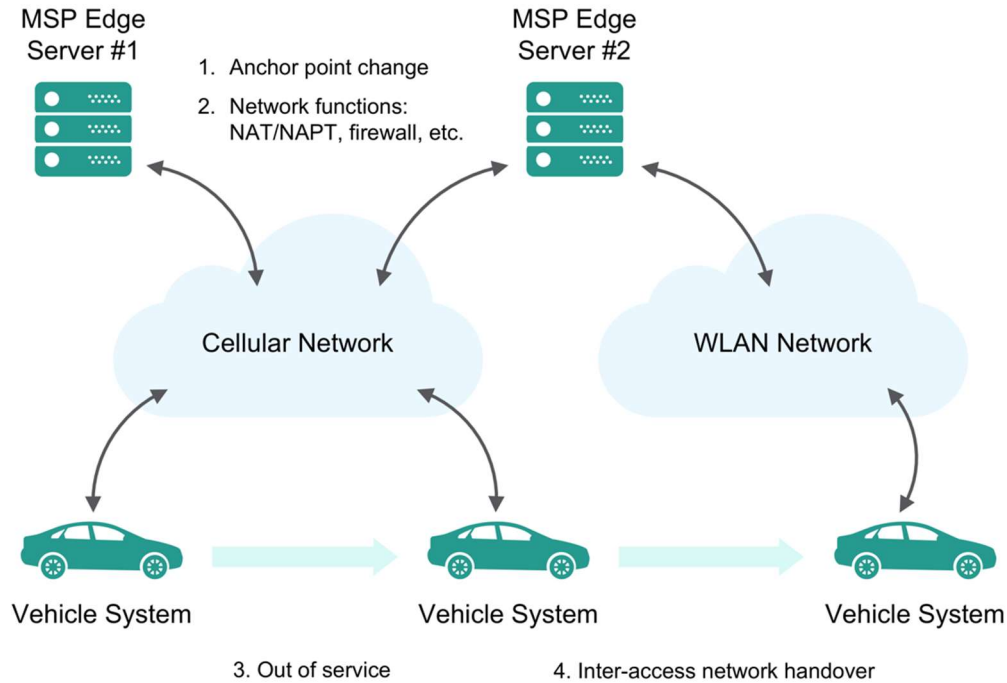 MSP Edge
Server #1
MSP Edge
Server #2
1. Anchor point change
2. Network functions:
NAT/NAPT, firewall, etc.
Cellular Network
WLAN Network
Vehicle System
Vehicle System
Vehicle System
3. Out of service
4. Inter-access network handover